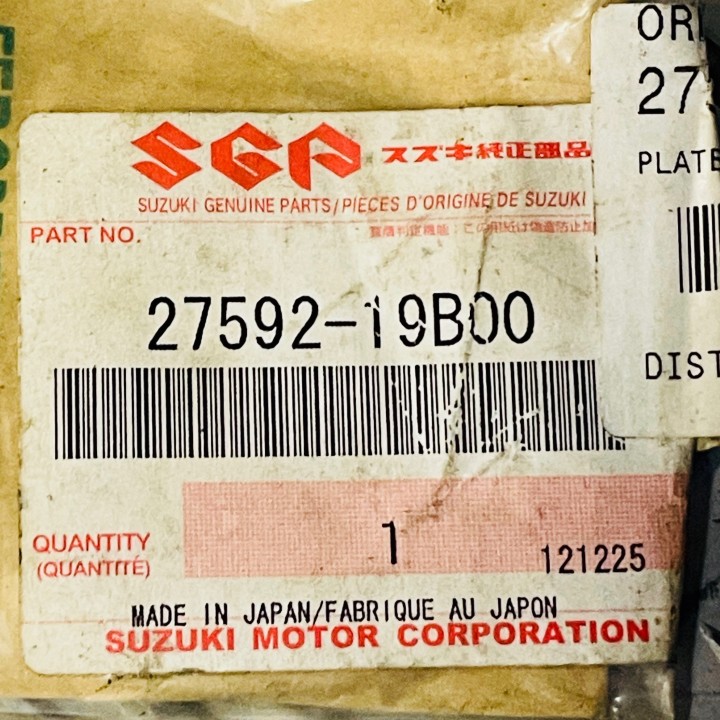 SGP スズキ純正部品
SUZUKI GENUINE PARTS/PIECES D'ORIGINE DE SUZUKI
PART NO.
27592-19B00
QUANTITY
(QUANTITÉ)
1
121225
MADE IN JAPAN/FABRIQUE AU JAPON
SUZUKI MOTOR CORPORATION
ORI
27
PLATE
DIST